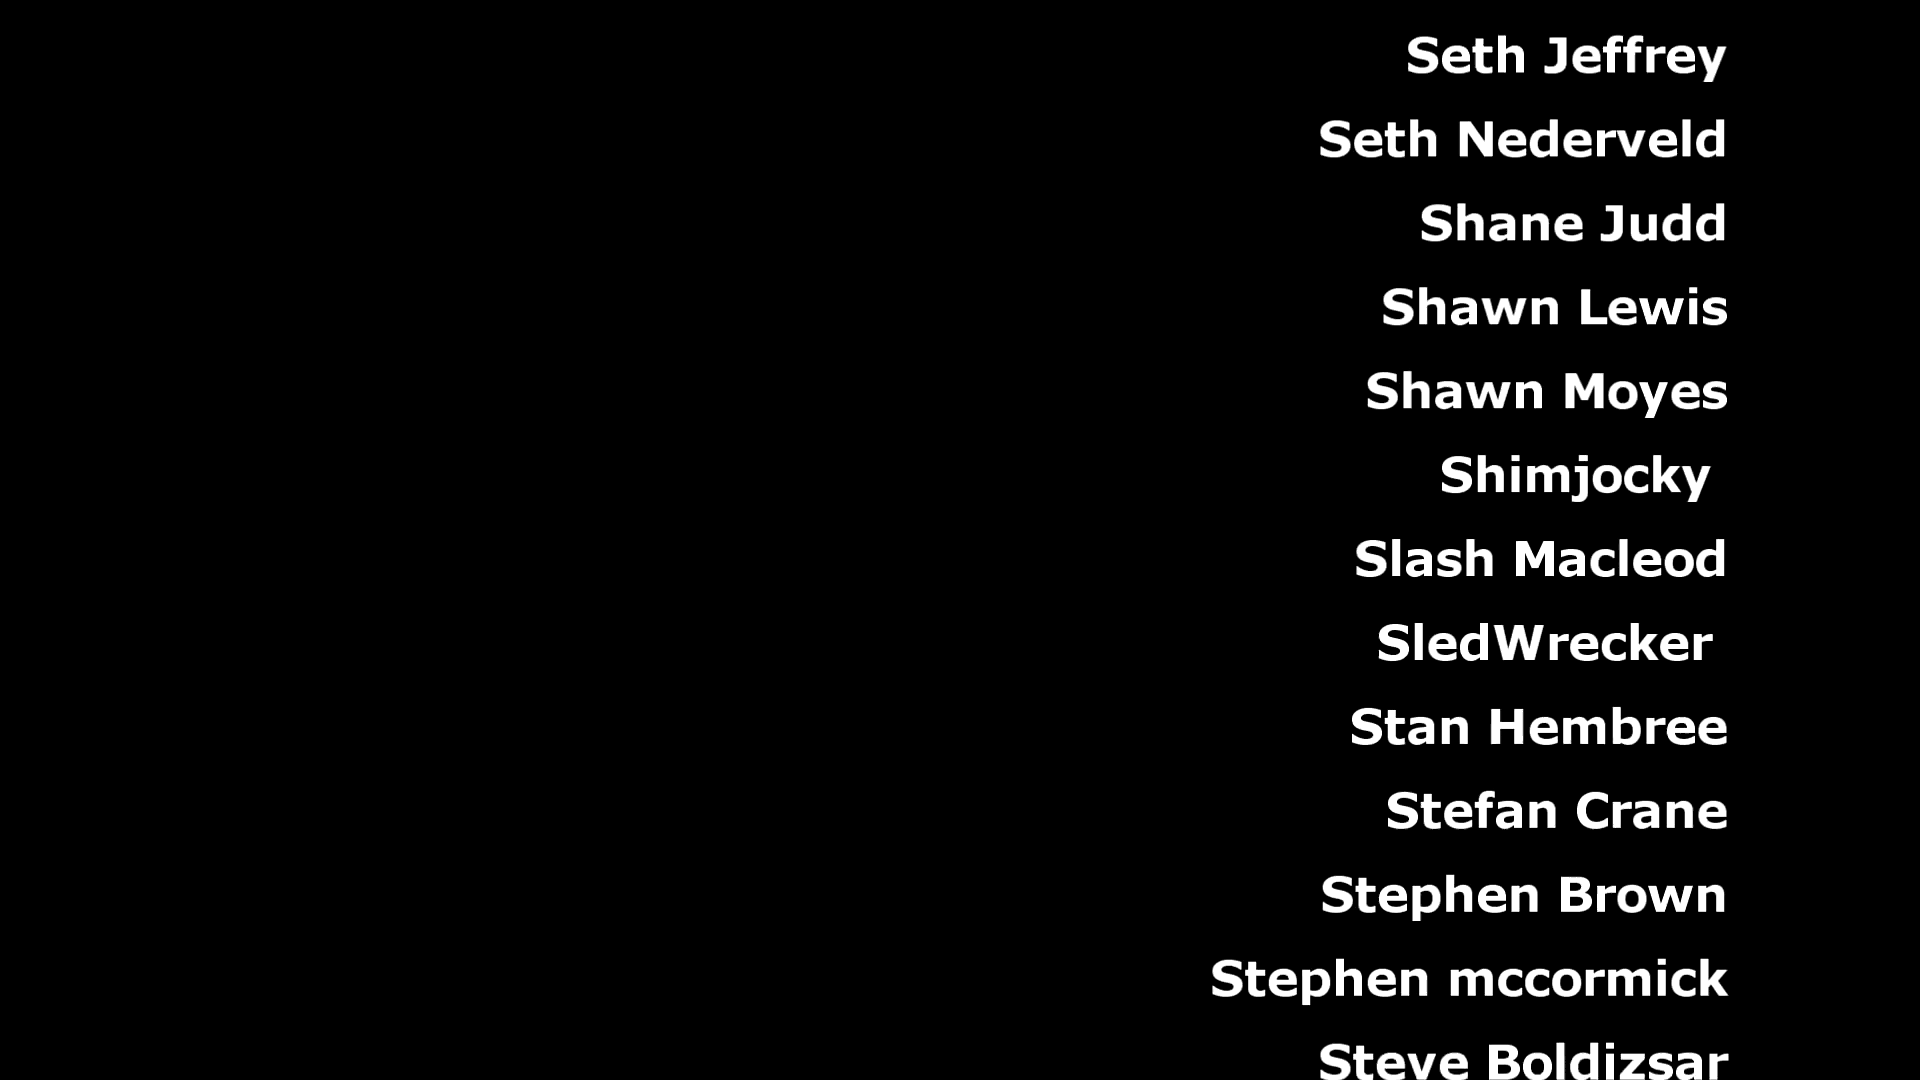 Seth Jeffrey
Seth Nederveld
Shane Judd
Shawn Lewis
Shawn Moyes
Shimjocky
Slash Macleod
SledWrecker
Stan Hembree
Stefan Crane
Stephen Brown
Stephen mccormick
Steve Boldizsar